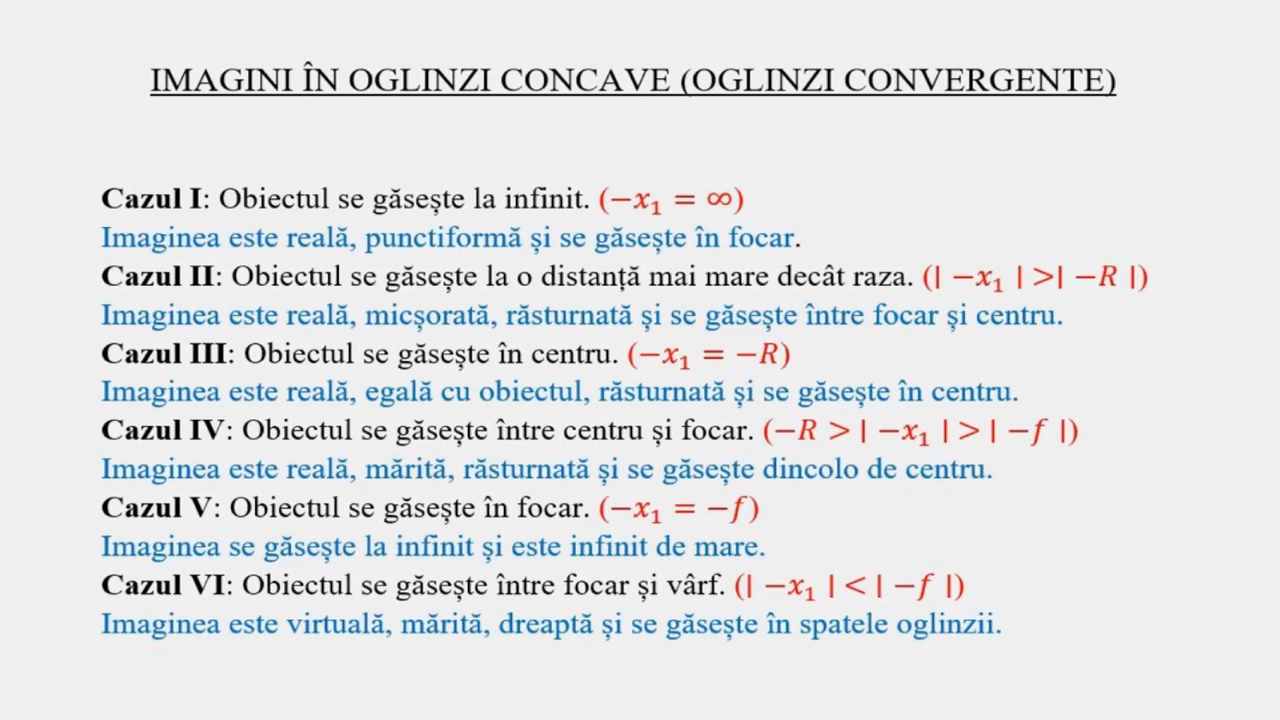 IMAGINI ÎN OGLINZI CONCAVE (OGLINZI CONVERGENTE)
Cazul I: Obiectul se găsește la infinit. (−x₁ = ∞)
Imaginea este reală, punctiformă și se găsește în focar.
Cazul II: Obiectul se găsește la o distanță mai mare decât raza. (| −x₁ | >| −R |)
Imaginea este reală, micșorată, răsturnată și se găsește între focar și centru.
Cazul III: Obiectul se găsește în centru. (−x₁ = −R)
Imaginea este reală, egală cu obiectul, răsturnată și se găsește în centru.
Cazul IV: Obiectul se găsește între centru și focar. (−R > | −x₁ | > | −f |)
Imaginea este reală, mărită, răsturnată și se găsește dincolo de centru.
Cazul V: Obiectul se găsește în focar. (−x₁ = −f)
Imaginea se găsește la infinit și este infinit de mare.
Cazul VI: Obiectul se găsește între focar și vârf. (| −x₁ | < | −f |)
Imaginea este virtuală, mărită, dreaptă și se găsește în spatele oglinzii.